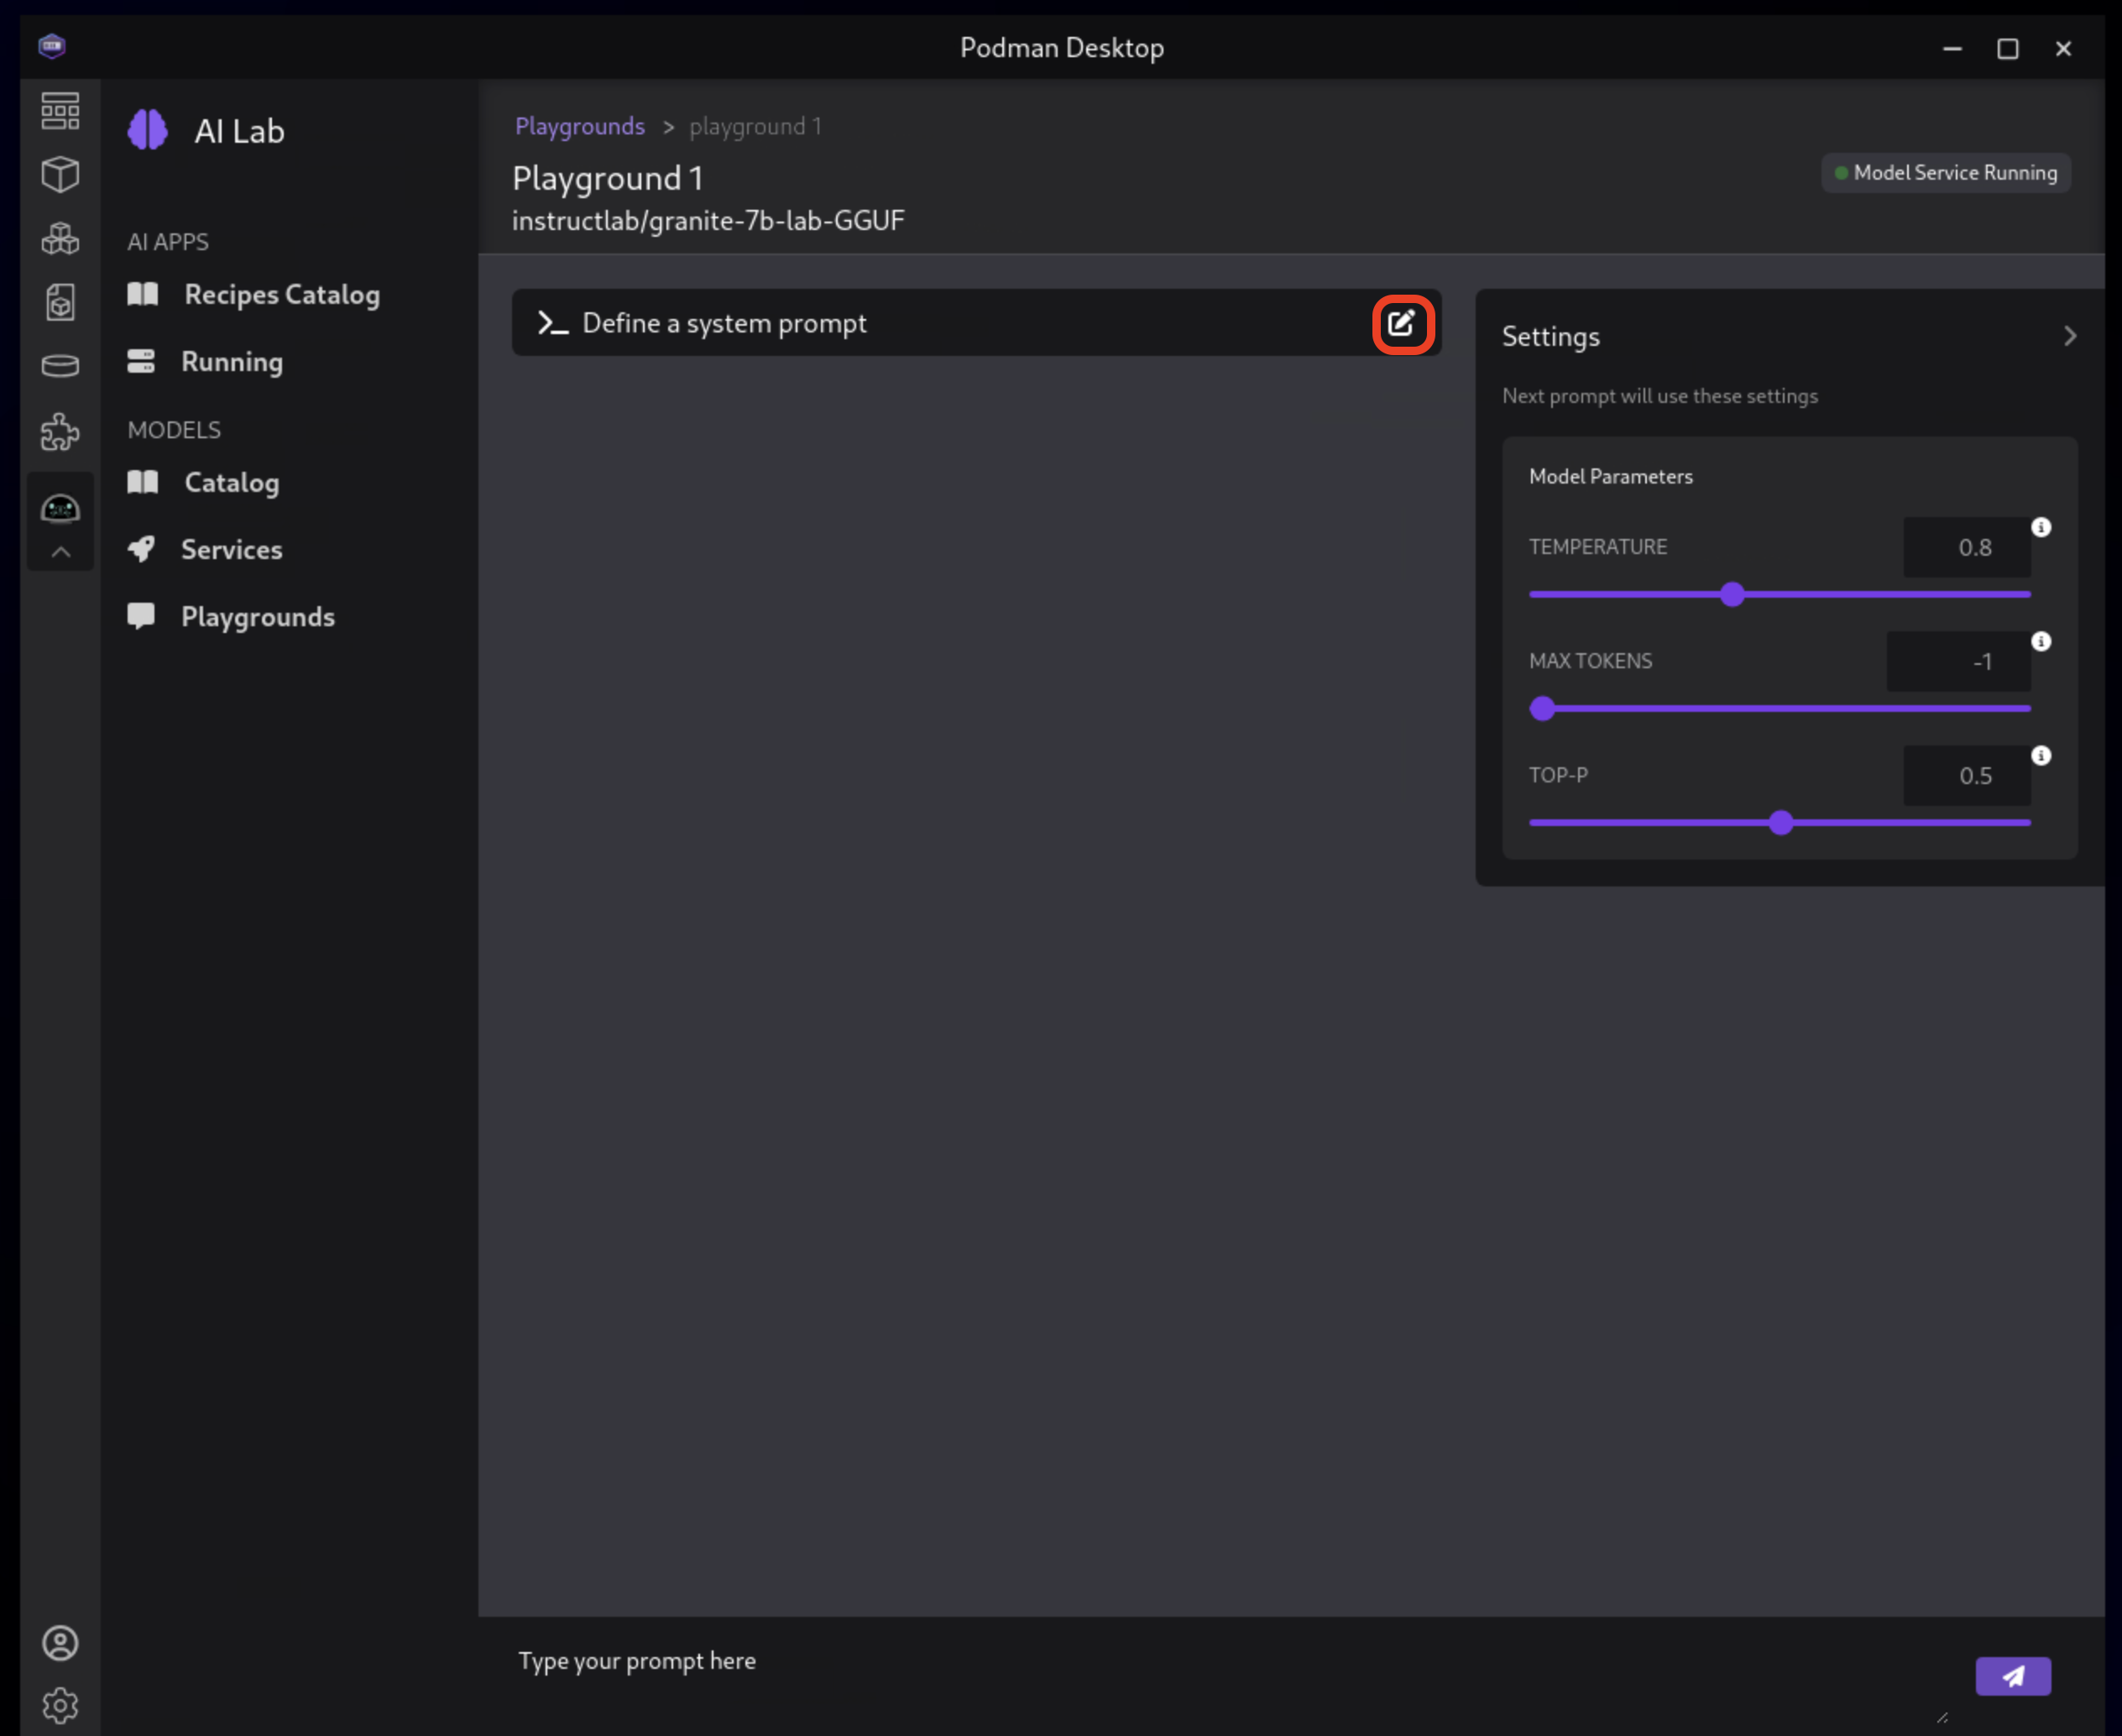 Podman Desktop
AI Lab
AI APPS
Recipes Catalog
Running
MODELS
Catalog
Services
Playgrounds
Playgrounds > playground 1
Playground 1
instructlab/granite-7b-lab-GGUF
Model Service Running
Define a system prompt
Settings
Next prompt will use these settings
Model Parameters
TEMPERATURE 0.8
MAX TOKENS -1
TOP-P 0.5
Type your prompt here